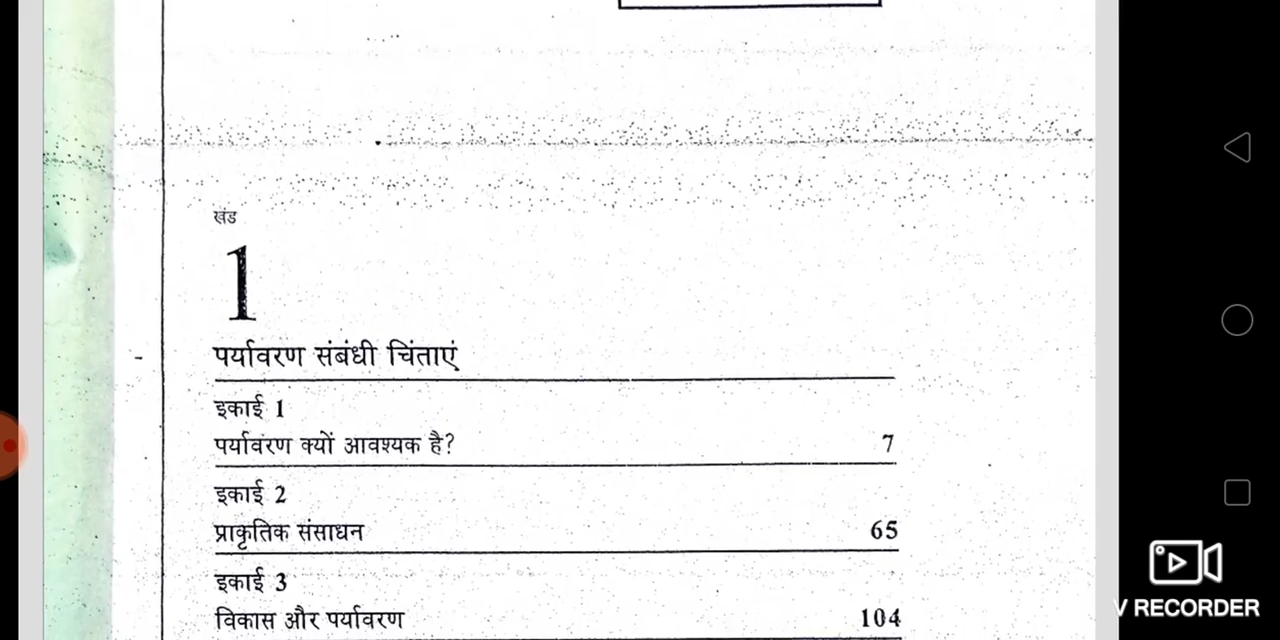 खंड
1
पर्यावरण संबंधी चिंताएं
इकाई 1
पर्यावरण क्यों आवश्यक है? 7
इकाई 2
प्राकृतिक संसाधन 65
इकाई 3
विकास और पर्यावरण 104
V RECORDER